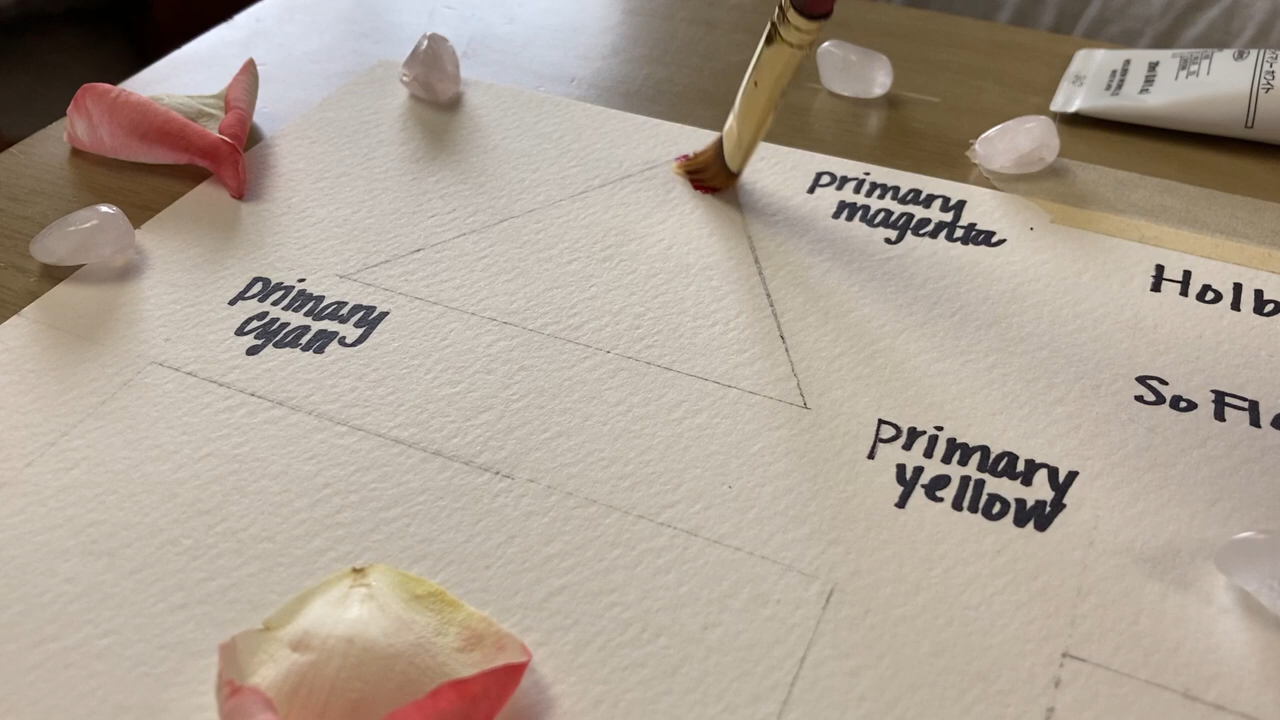 primary
magenta
primary
cyan
Holb
So Fl
primary
yellow